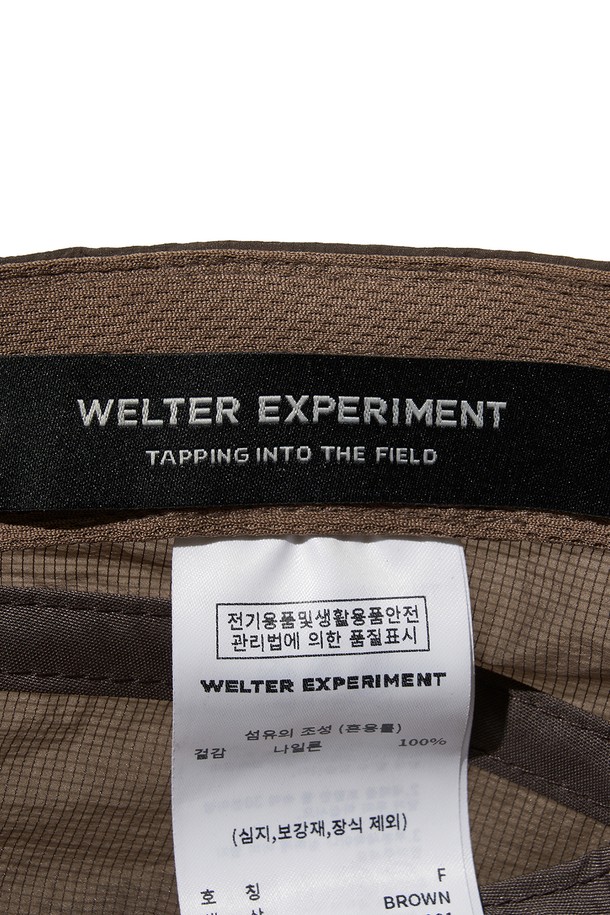 WELTER EXPERIMENT
TAPPING INTO THE FIELD
전기용품및생활용품안전
관리법에 의한 품질표시
WELTER EXPERIMENT
섬유의 조성 (혼용률)
겉감 나일론 100%
(심지,보강재,장식 제외)
호 칭 F
BROWN